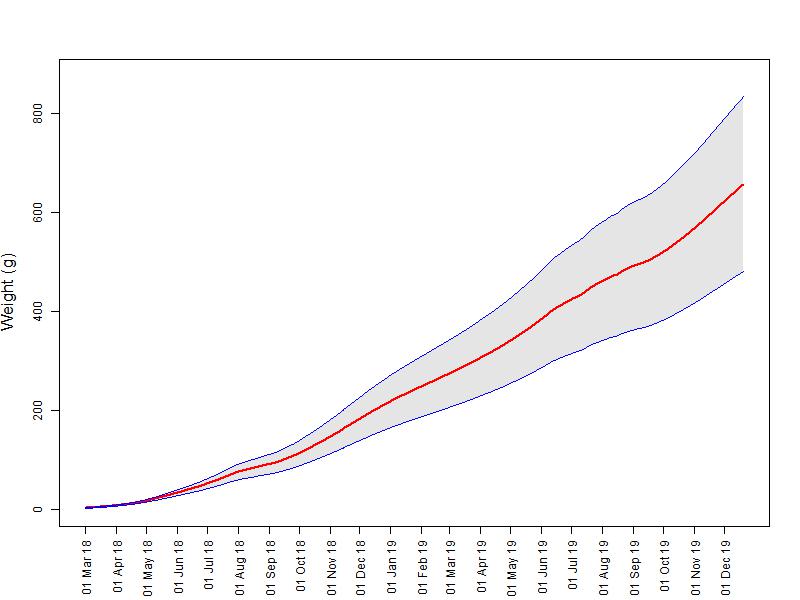 Weight (g)
800
600
400
200
0
01 Mar 18
01 Apr 18
01 May 18
01 Jun 18
01 Jul 18
01 Aug 18
01 Sep 18
01 Oct 18
01 Nov 18
01 Dec 18
01 Jan 19
01 Feb 19
01 Mar 19
01 Apr 19
01 May 19
01 Jun 19
01 Jul 19
01 Aug 19
01 Sep 19
01 Oct 19
01 Nov 19
01 Dec 19